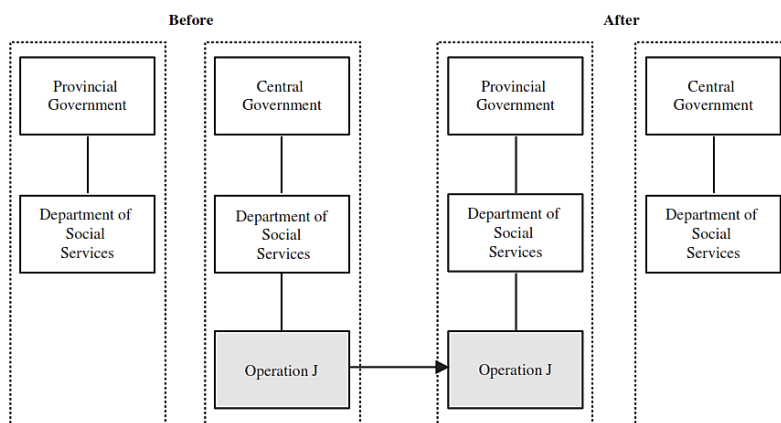 Before
After
Provincial
Government
Central
Government
Provincial
Government
Central
Government
Department of
Social
Services
Department of
Social
Services
Department of
Social
Services
Department of
Social
Services
Operation J
Operation J